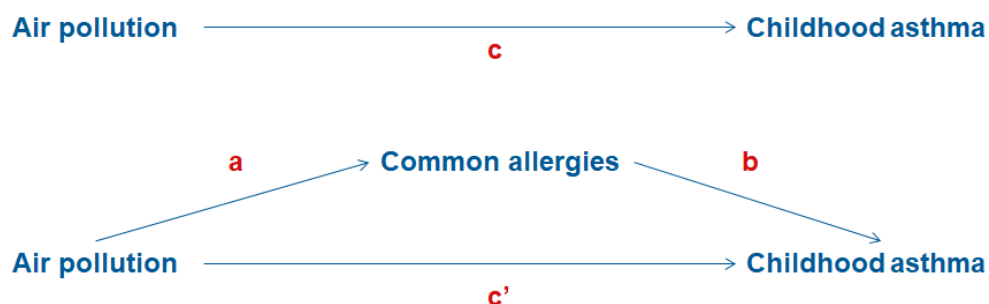 Air pollution Childhood asthma
c
a Common allergies b
Air pollution Childhood asthma
c’